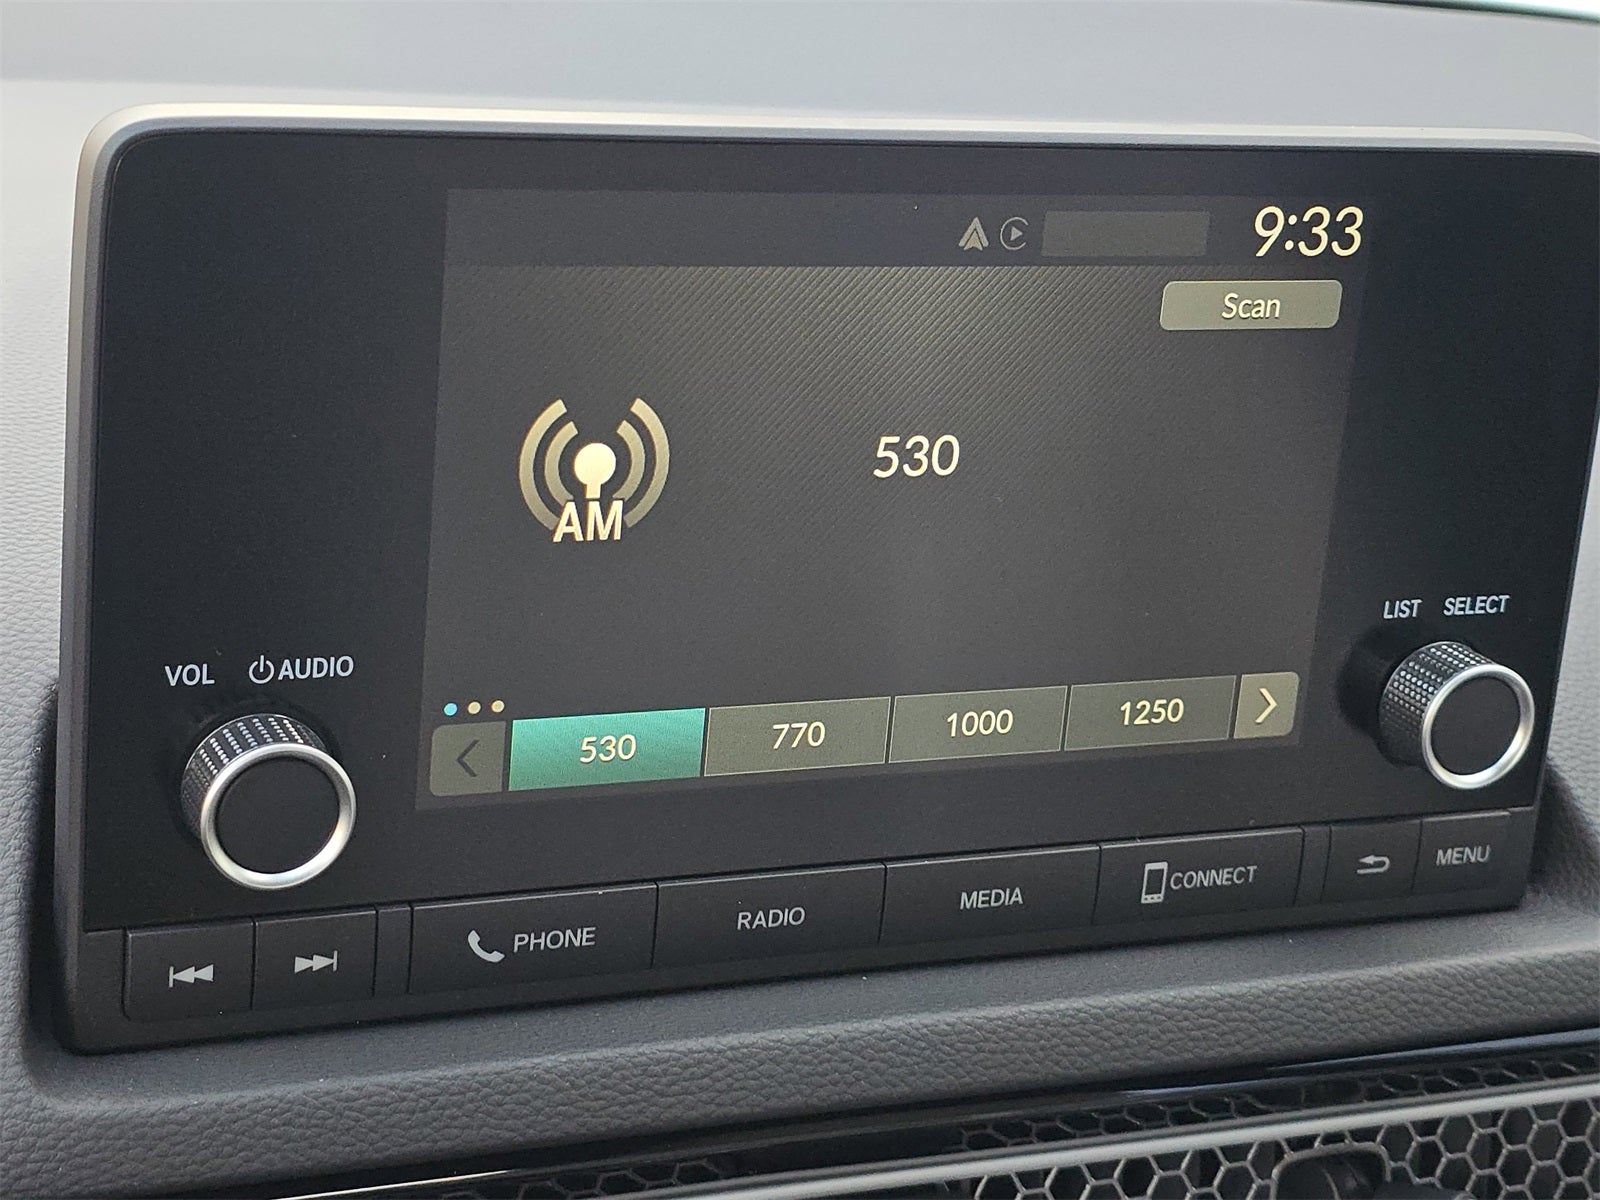 9:33
Scan
530
AM
LIST SELECT
VOL AUDIO
530 770 1000 1250
PHONE RADIO MEDIA CONNECT MENU